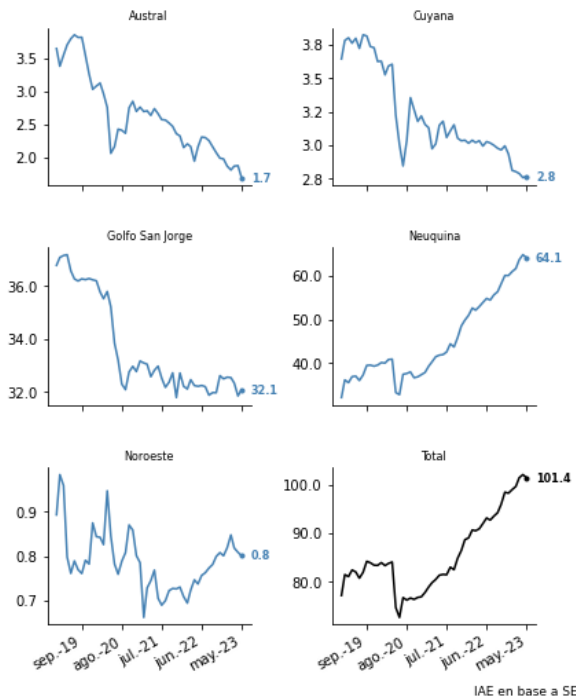 Austral
3.5
3.0
2.5
2.0
1.7
Cuyana
3.8
3.5
3.2
3.0
2.8
2.8
Golfo San Jorge
36.0
34.0
32.0
32.1
Neuquina
60.0
50.0
40.0
64.1
Noroeste
0.9
0.8
0.7
0.8
sep.-19
ago.-20
jul.-21
jun.-22
may.-23
Total
100.0
90.0
80.0
101.4
sep.-19
ago.-20
jul.-21
jun.-22
may.-23
IAE en base a SE